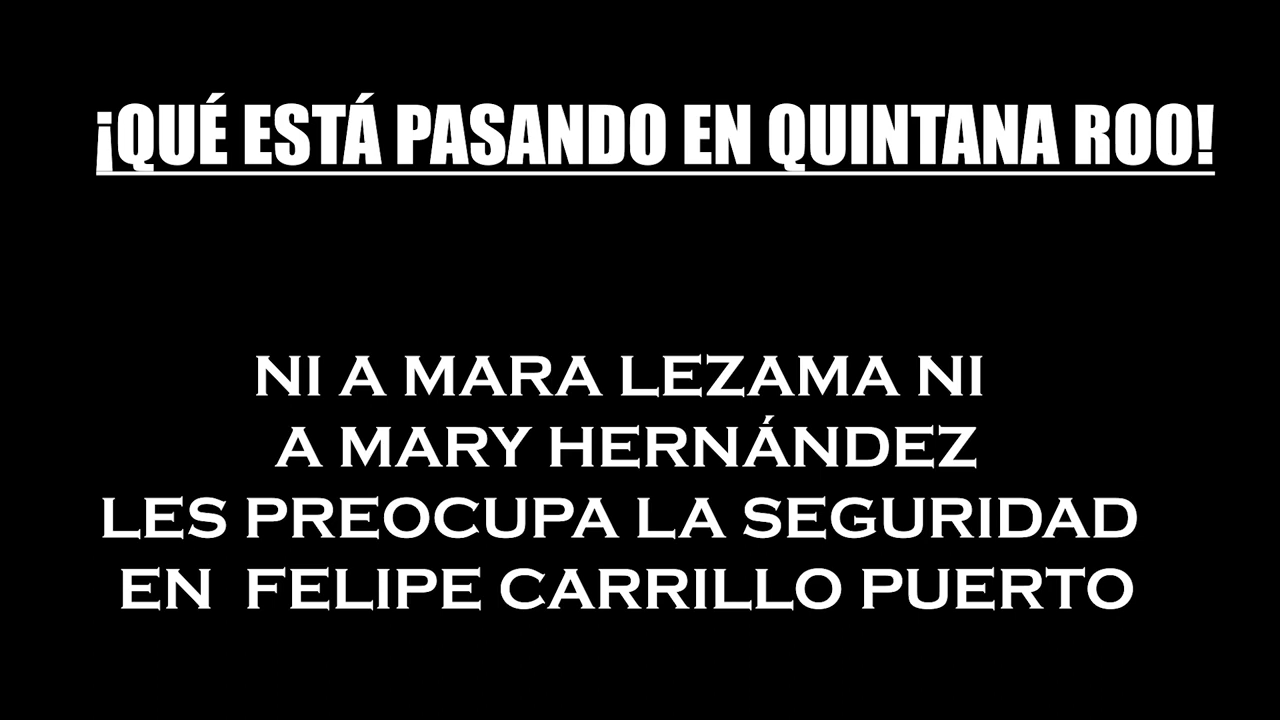 ¡QUÉ ESTÁ PASANDO EN QUINTANA ROO!
NI A MARA LEZAMA NI
A MARY HERNÁNDEZ
LES PREOCUPA LA SEGURIDAD
EN FELIPE CARRILLO PUERTO